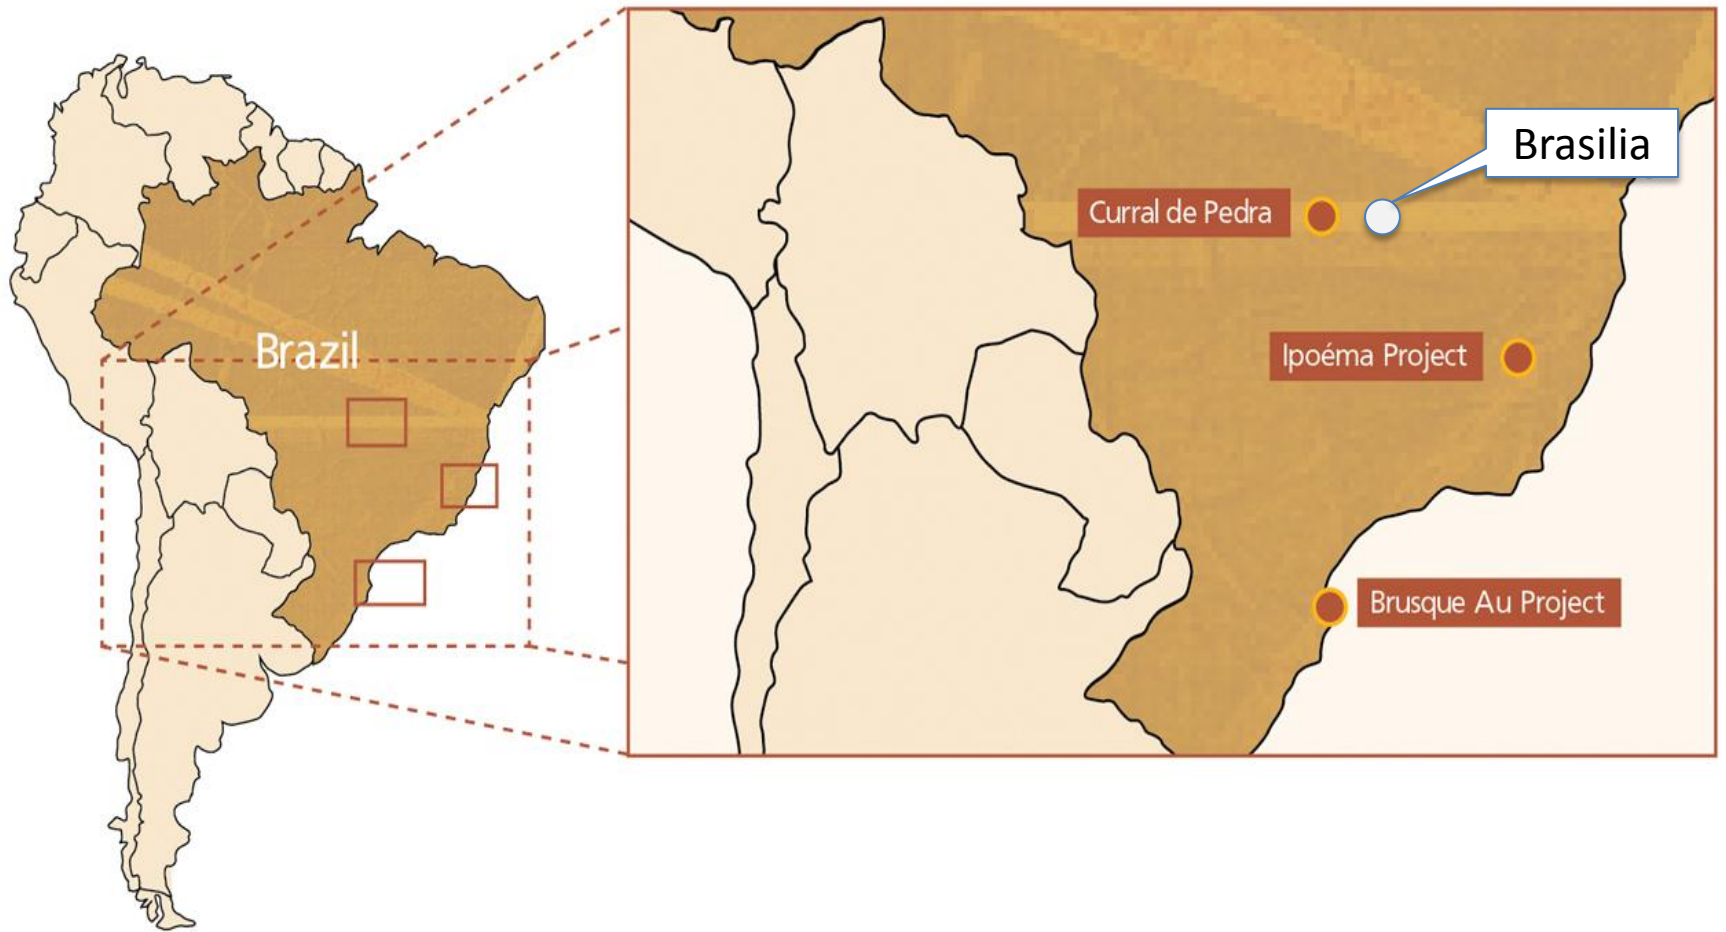 Brazil
Brasilia
Curral de Pedra
Ipoéma Project
Brusque Au Project